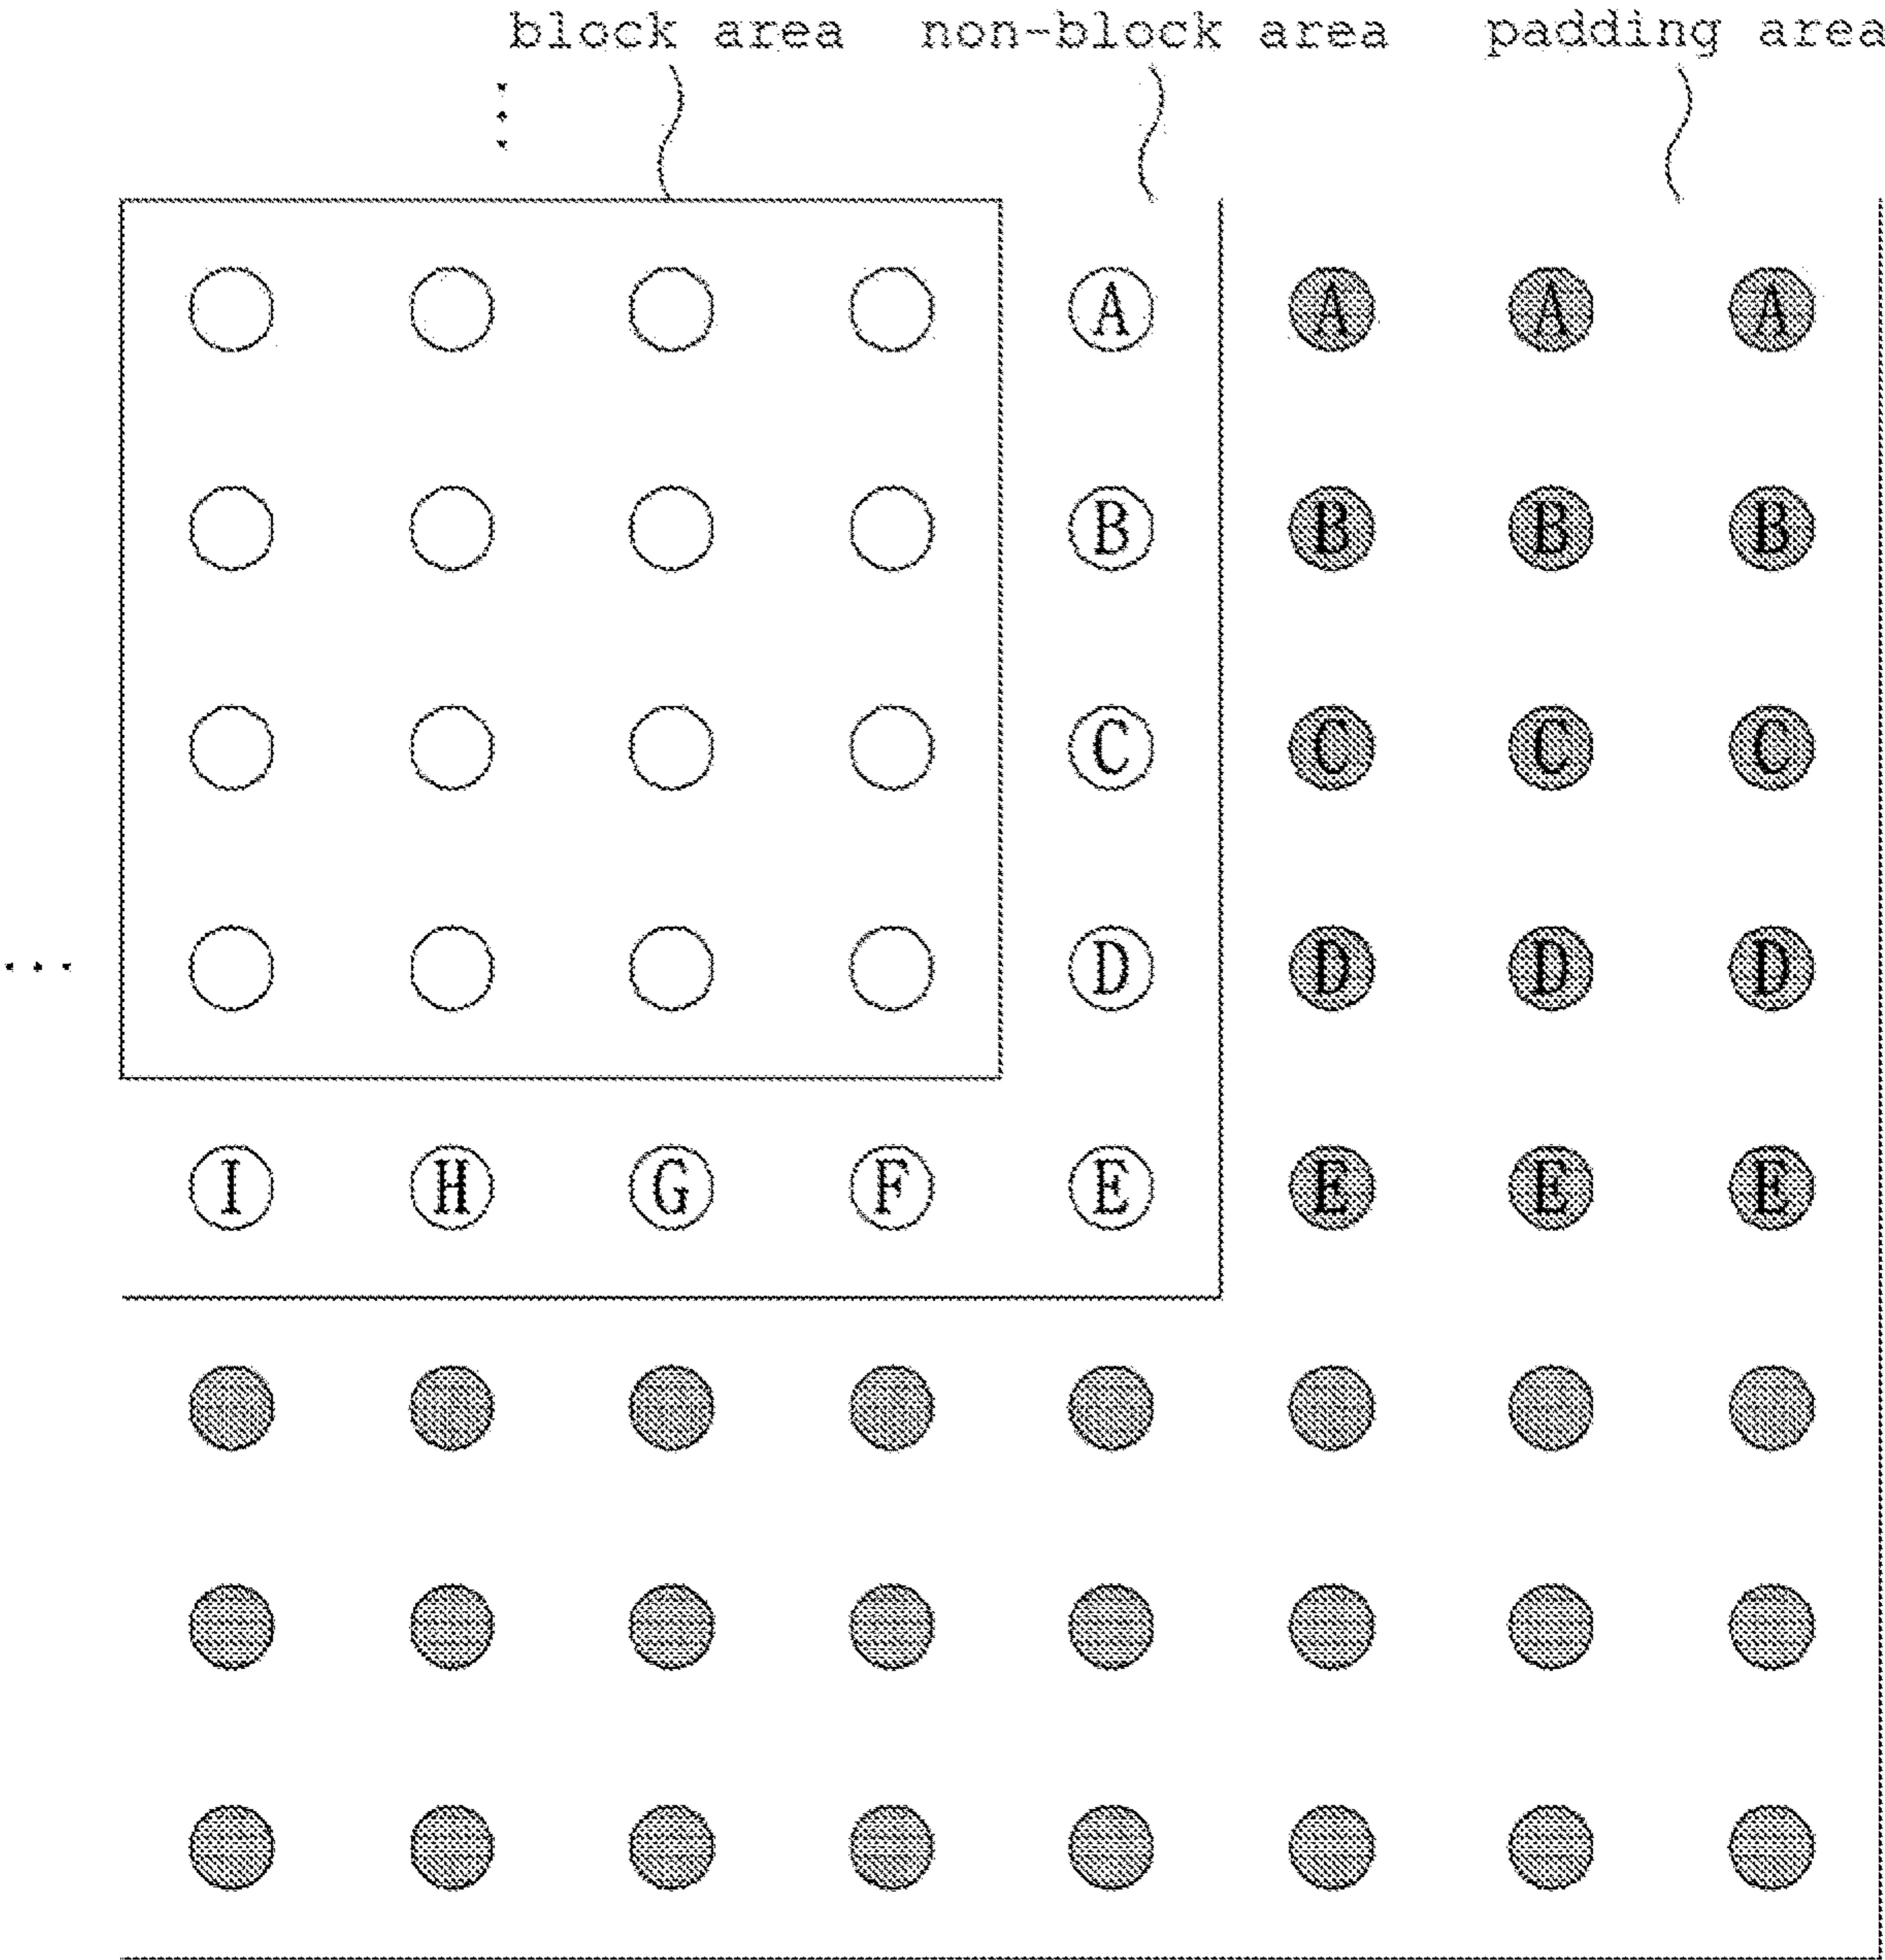 block area non-block area padding area
A A A A
B B B B
C C C C
D D D D
I H G F E E E E